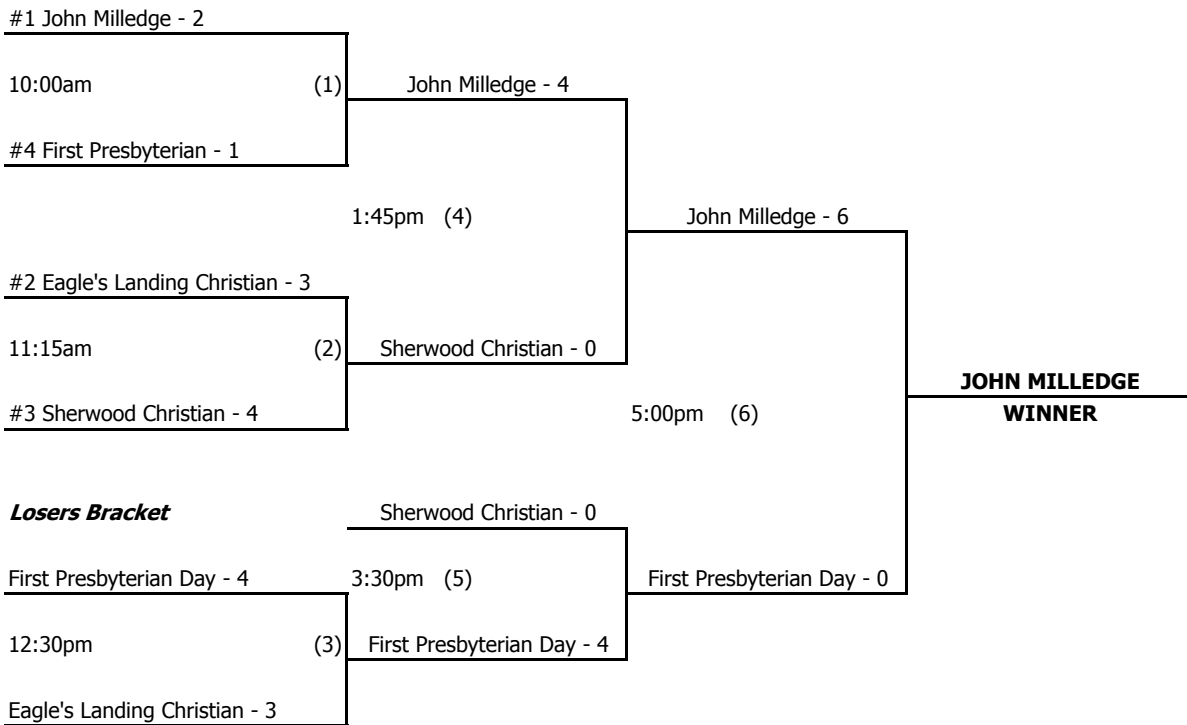 #1 John Milledge - 2
10:00am (1) John Milledge - 4
#4 First Presbyterian - 1
1:45pm (4) John Milledge - 6
#2 Eagle's Landing Christian - 3
11:15am (2) Sherwood Christian - 0
JOHN MILLEDGE
#3 Sherwood Christian - 4 5:00pm (6) WINNER
Losers Bracket Sherwood Christian - 0
First Presbyterian Day - 4 3:30pm (5) First Presbyterian Day - 0
12:30pm (3) First Presbyterian Day - 4
Eagle's Landing Christian - 3